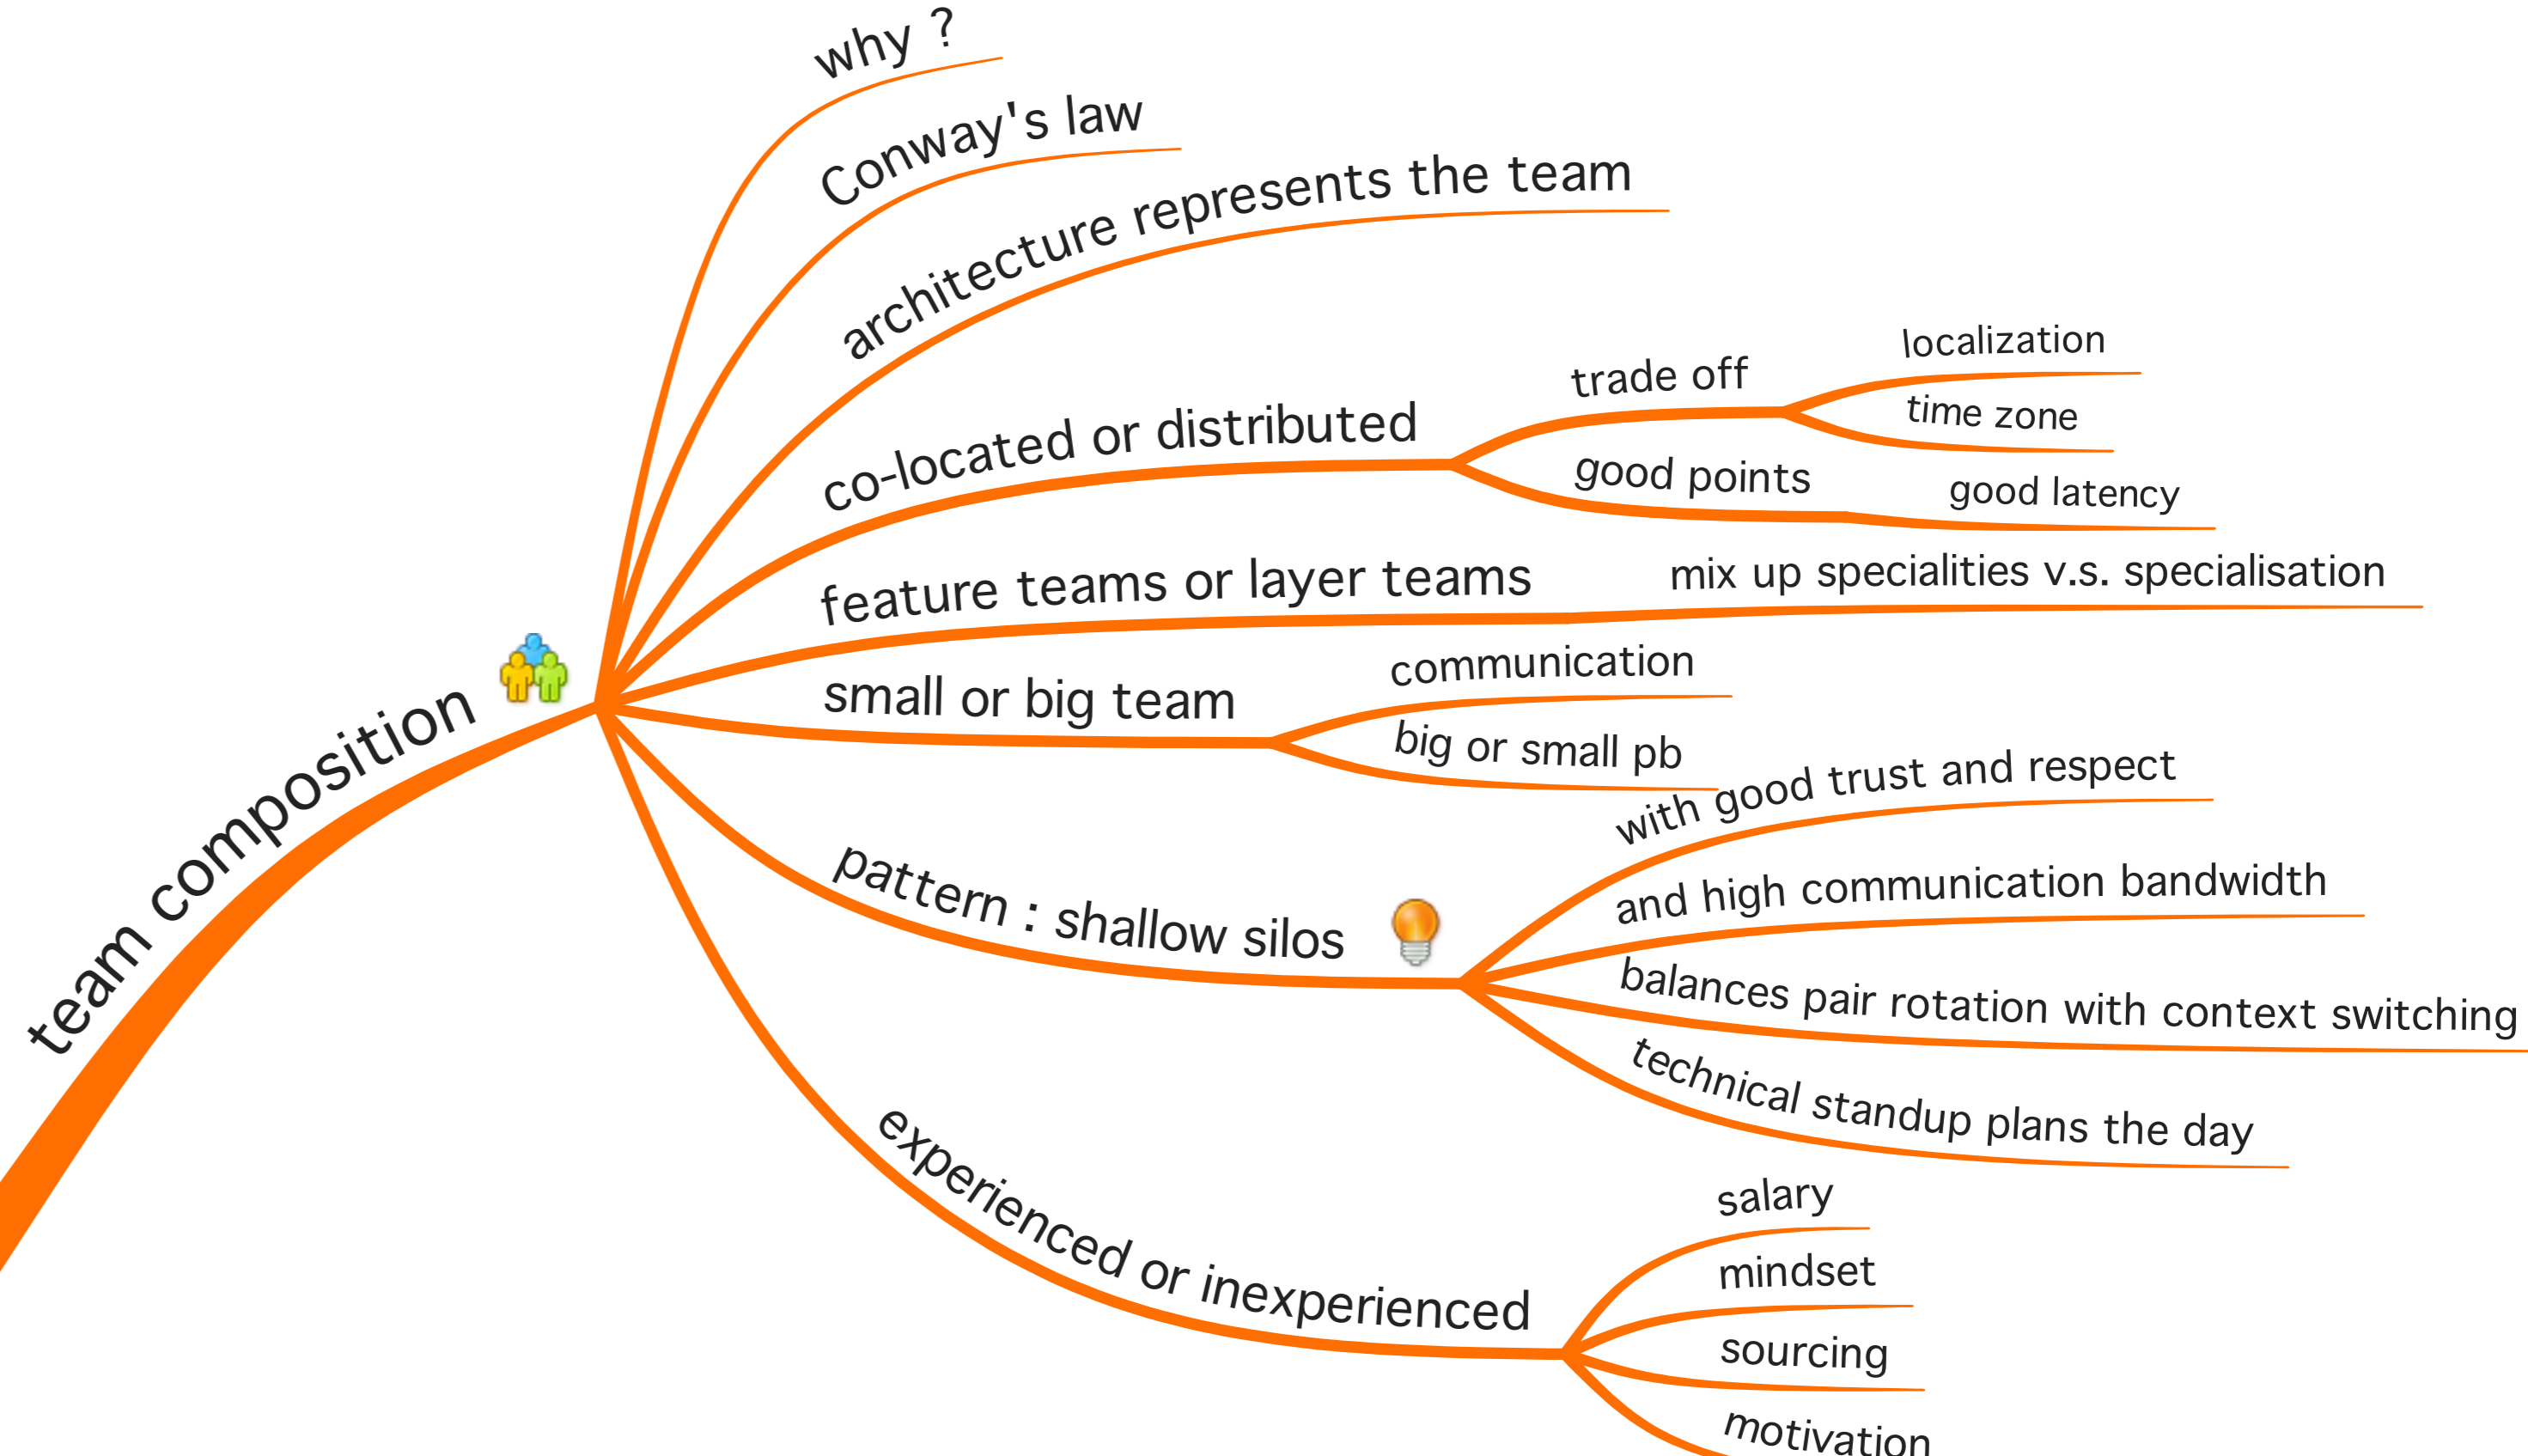 why ?
Conway's law
architecture represents the team
co-located or distributed
trade off
localization
time zone
good points
good latency
feature teams or layer teams
mix up specialities v.s. specialisation
team composition
small or big team
communication
big or small pb
pattern : shallow silos
with good trust and respect
and high communication bandwidth
balances pair rotation with context switching
technical standup plans the day
experienced or inexperienced
salary
mindset
sourcing
motivation